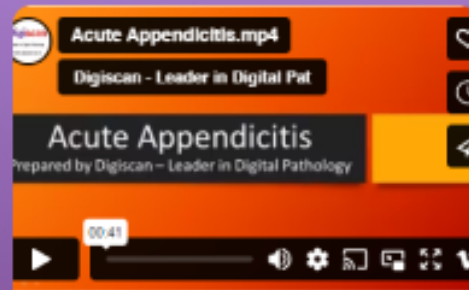 Digiscan
Acute Appendicitis.mp4
Digiscan - Leader in Digital Pat
Acute Appendicitis
Prepared by Digiscan – Leader in Digital Pathology
00:41